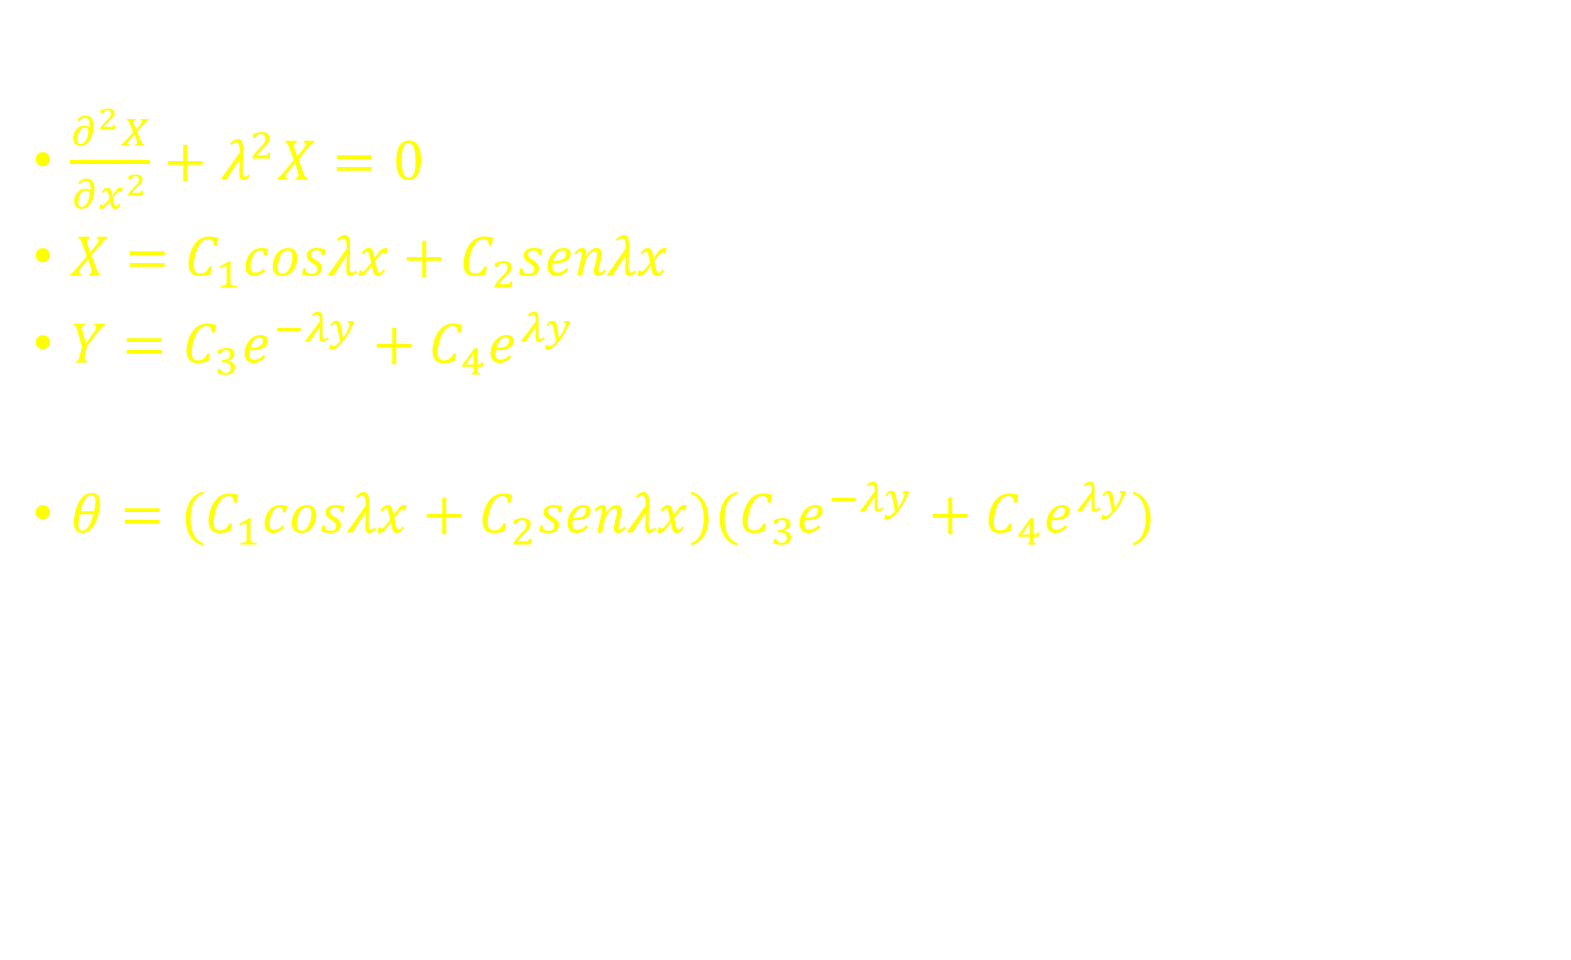 • ∂²X/∂x² + λ²X = 0
• X = C₁cosλx + C₂senλx
• Y = C₃e^{−λy} + C₄e^{λy}
• θ = (C₁cosλx + C₂senλx)(C₃e^{−λy} + C₄e^{λy})